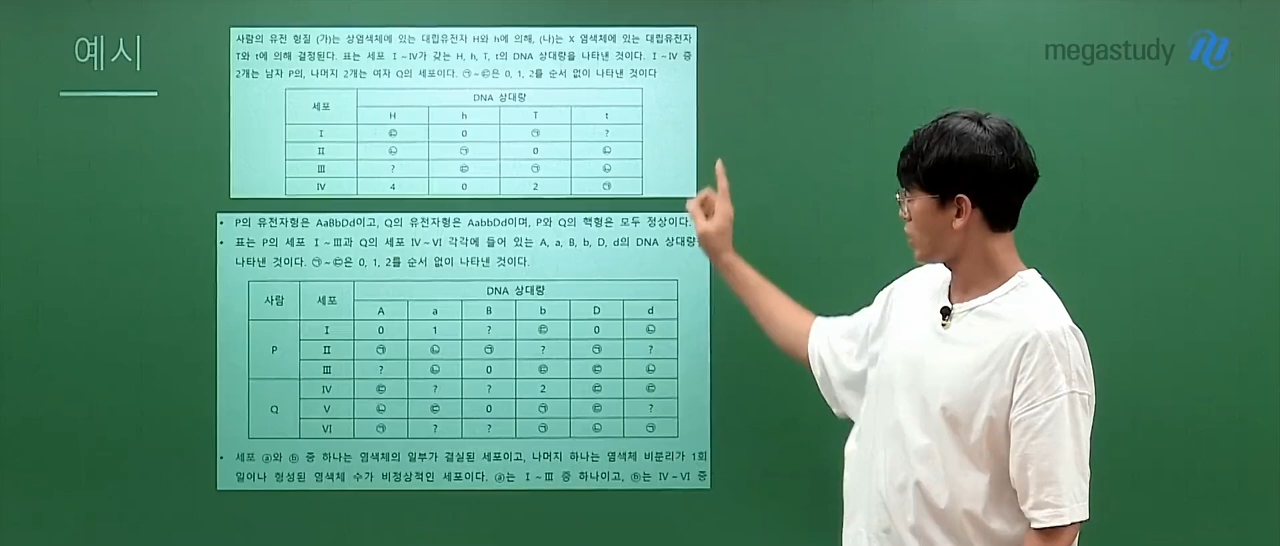 예시
megastudy
사람의 유전 형질 (가)는 상염색체에 있는 대립유전자 H와 h에 의해, (나)는 X 염색체에 있는 대립유전자
T와 t에 의해 결정된다. 표는 세포 Ⅰ~Ⅳ가 갖는 H, h, T, t의 DNA 상대량을 나타낸 것이다. Ⅰ~Ⅳ 중
2개는 남자 P의, 나머지 2개는 여자 Q의 세포이다. ㉠~㉢은 0, 1, 2를 순서 없이 나타낸 것이다
세포 DNA 상대량
H h T t
Ⅰ ㉢ 0 ㉠ ?
Ⅱ ㉡ ㉠ 0 ㉡
Ⅲ ? ㉢ ㉠ ㉡
Ⅳ 4 0 2 ㉠
• P의 유전자형은 AaBbDd이고, Q의 유전자형은 AabbDd이며, P와 Q의 핵형은 모두 정상이다.
• 표는 P의 세포 Ⅰ~Ⅲ과 Q의 세포 Ⅳ~Ⅵ 각각에 들어 있는 A, a, B, b, D, d의 DNA 상대량
나타낸 것이다. ㉠~㉢은 0, 1, 2를 순서 없이 나타낸 것이다.
사람 세포 DNA 상대량
A a B b D d
P
Ⅰ 0 1 ? ㉢ 0 ㉡
Ⅱ ㉠ ㉡ ㉠ ? ㉠ ?
Ⅲ ? ㉡ 0 ㉢ ㉢ ㉡
Q
Ⅳ ㉢ ? ? 2 ㉢ ㉢
Ⅴ ㉡ ㉢ 0 ㉠ ㉢ ?
Ⅵ ㉠ ? ? ㉠ ㉡ ㉠
• 세포 ⓐ와 ⓑ 중 하나는 염색체의 일부가 결실된 세포이고, 나머지 하나는 염색체 비분리가 1회
일어나 형성된 염색체 수가 비정상적인 세포이다. ⓐ는 Ⅰ~Ⅲ 중 하나이고, ⓑ는 Ⅳ~Ⅵ 중